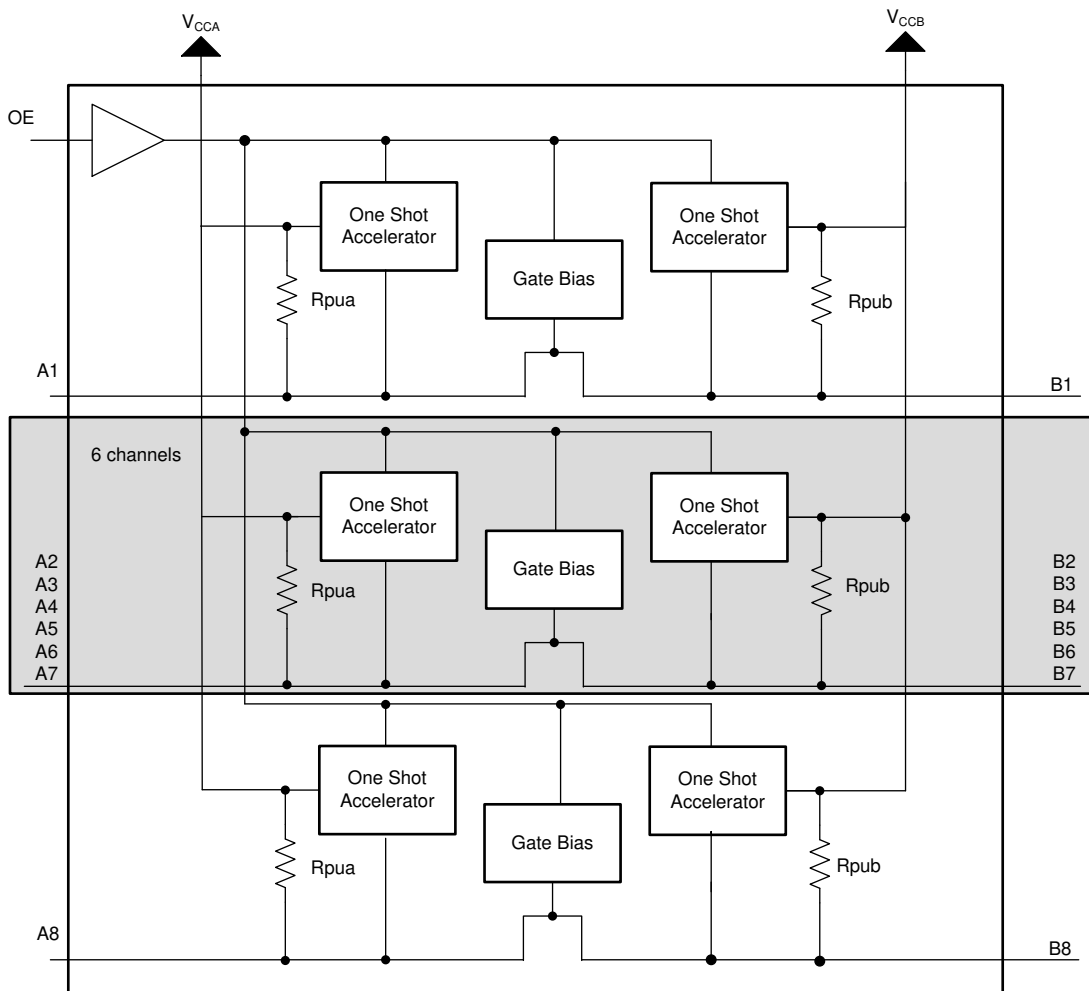 VCCA
VCCB
OE
One Shot
Accelerator
One Shot
Accelerator
Gate Bias
Rpua
Rpub
A1
B1
6 channels
One Shot
Accelerator
One Shot
Accelerator
Gate Bias
Rpua
Rpub
A2
A3
A4
A5
A6
A7
B2
B3
B4
B5
B6
B7
One Shot
Accelerator
One Shot
Accelerator
Gate Bias
Rpua
Rpub
A8
B8